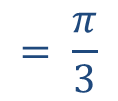 = π/3